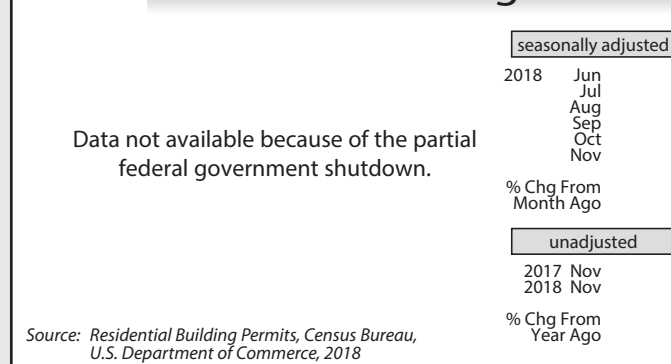 seasonally adjusted
2018 Jun
Jul
Aug
Sep
Oct
Nov
% Chg From
Month Ago
Data not available because of the partial
federal government shutdown.
unadjusted
2017 Nov
2018 Nov
% Chg From
Year Ago
Source: Residential Building Permits, Census Bureau,
U.S. Department of Commerce, 2018